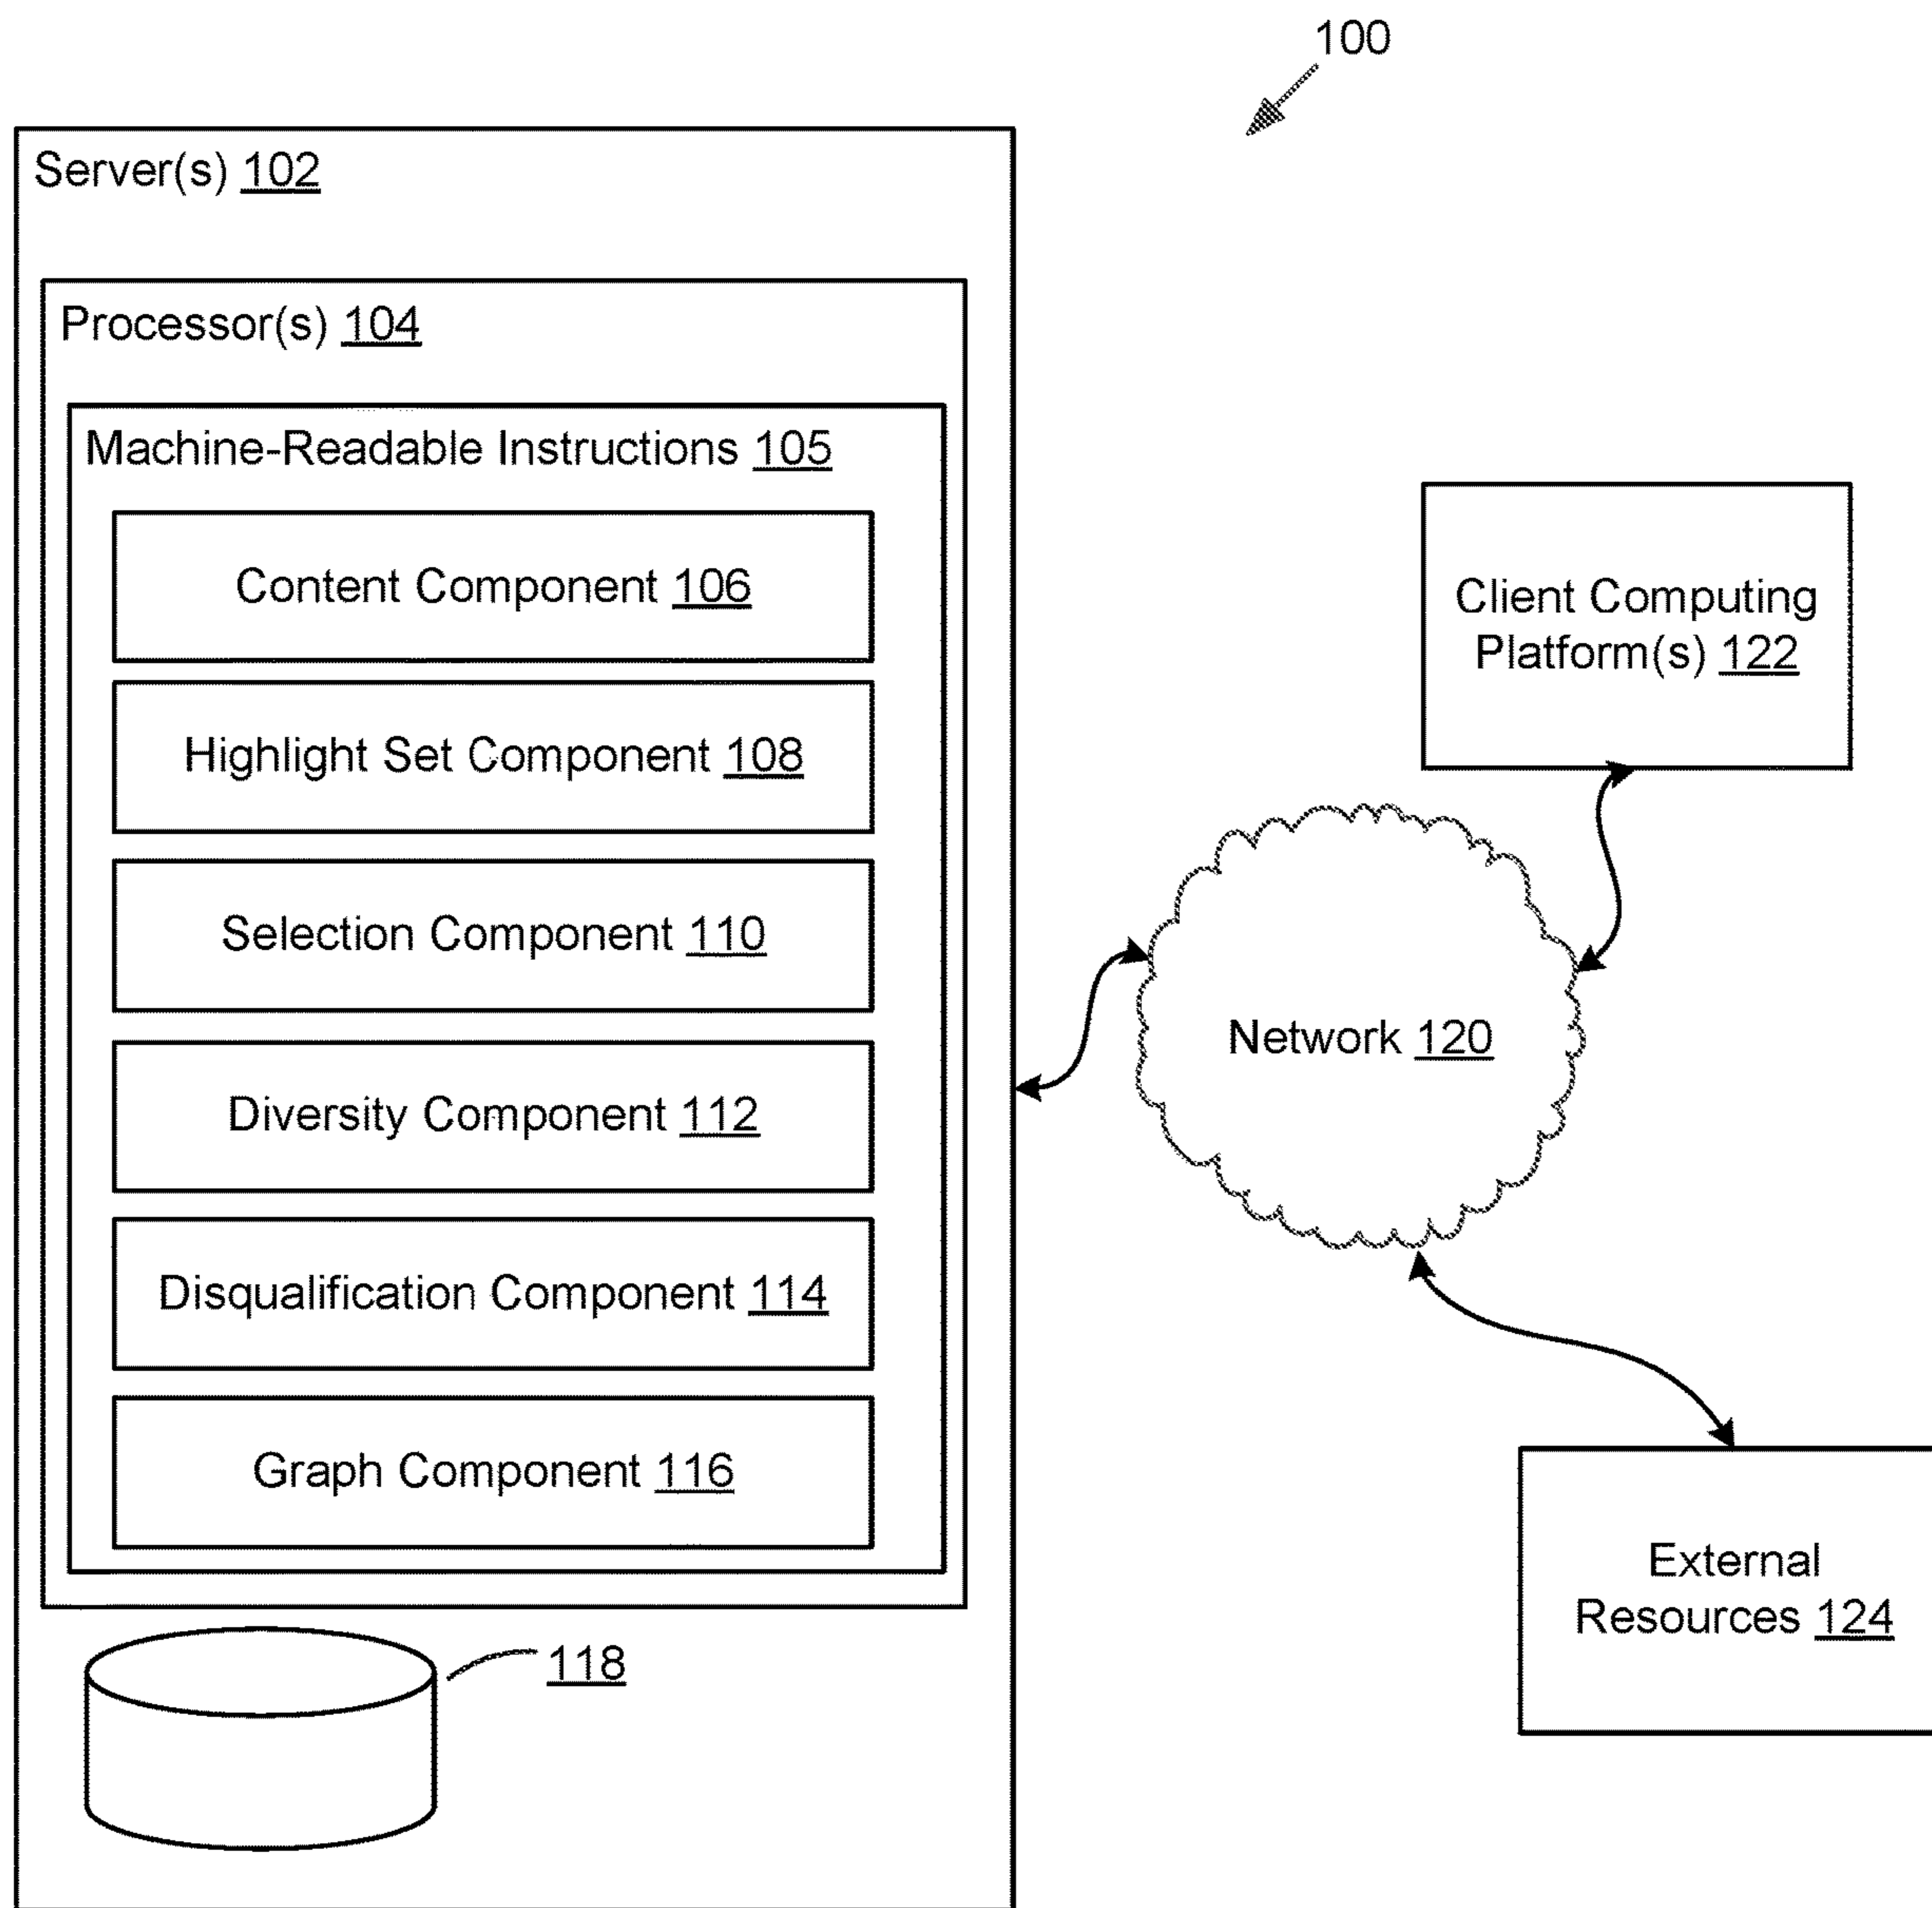 100
Server(s) 102
Processor(s) 104
Machine-Readable Instructions 105
Content Component 106
Highlight Set Component 108
Selection Component 110
Diversity Component 112
Disqualification Component 114
Graph Component 116
118
Client Computing
Platform(s) 122
Network 120
External
Resources 124